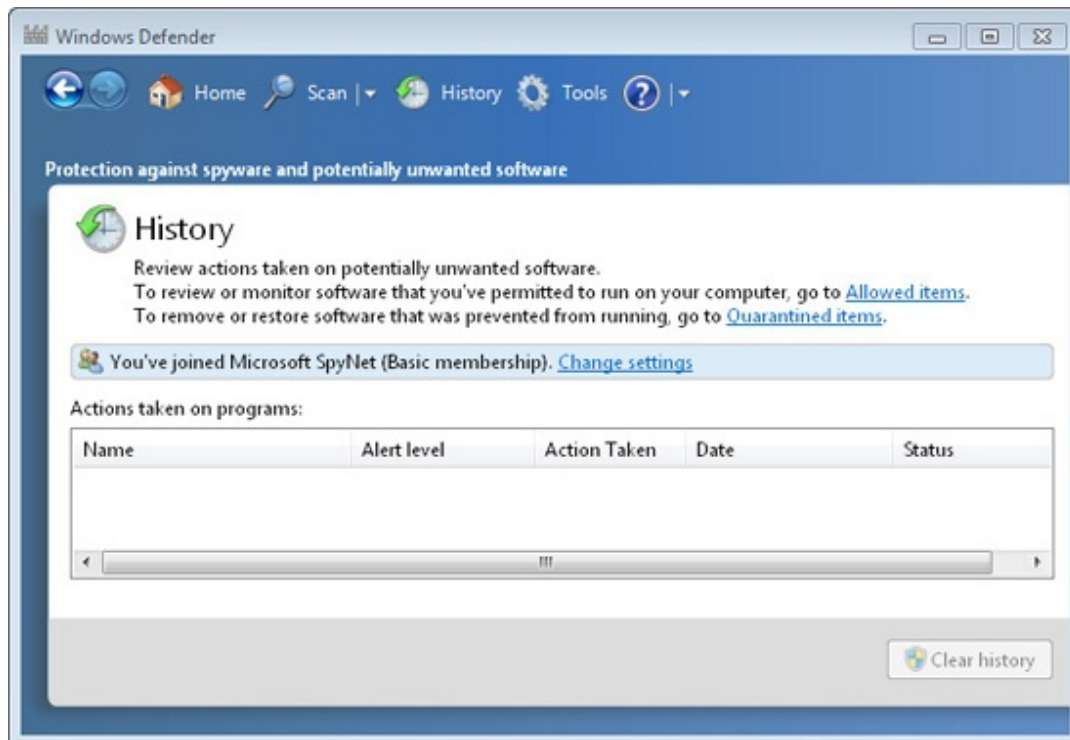 Windows Defender
Home Scan History Tools ?
Protection against spyware and potentially unwanted software
History
Review actions taken on potentially unwanted software.
To review or monitor software that you've permitted to run on your computer, go to Allowed items.
To remove or restore software that was prevented from running, go to Quarantined items.
You've joined Microsoft SpyNet (Basic membership). Change settings
Actions taken on programs:
Name Alert level Action Taken Date Status
Clear history